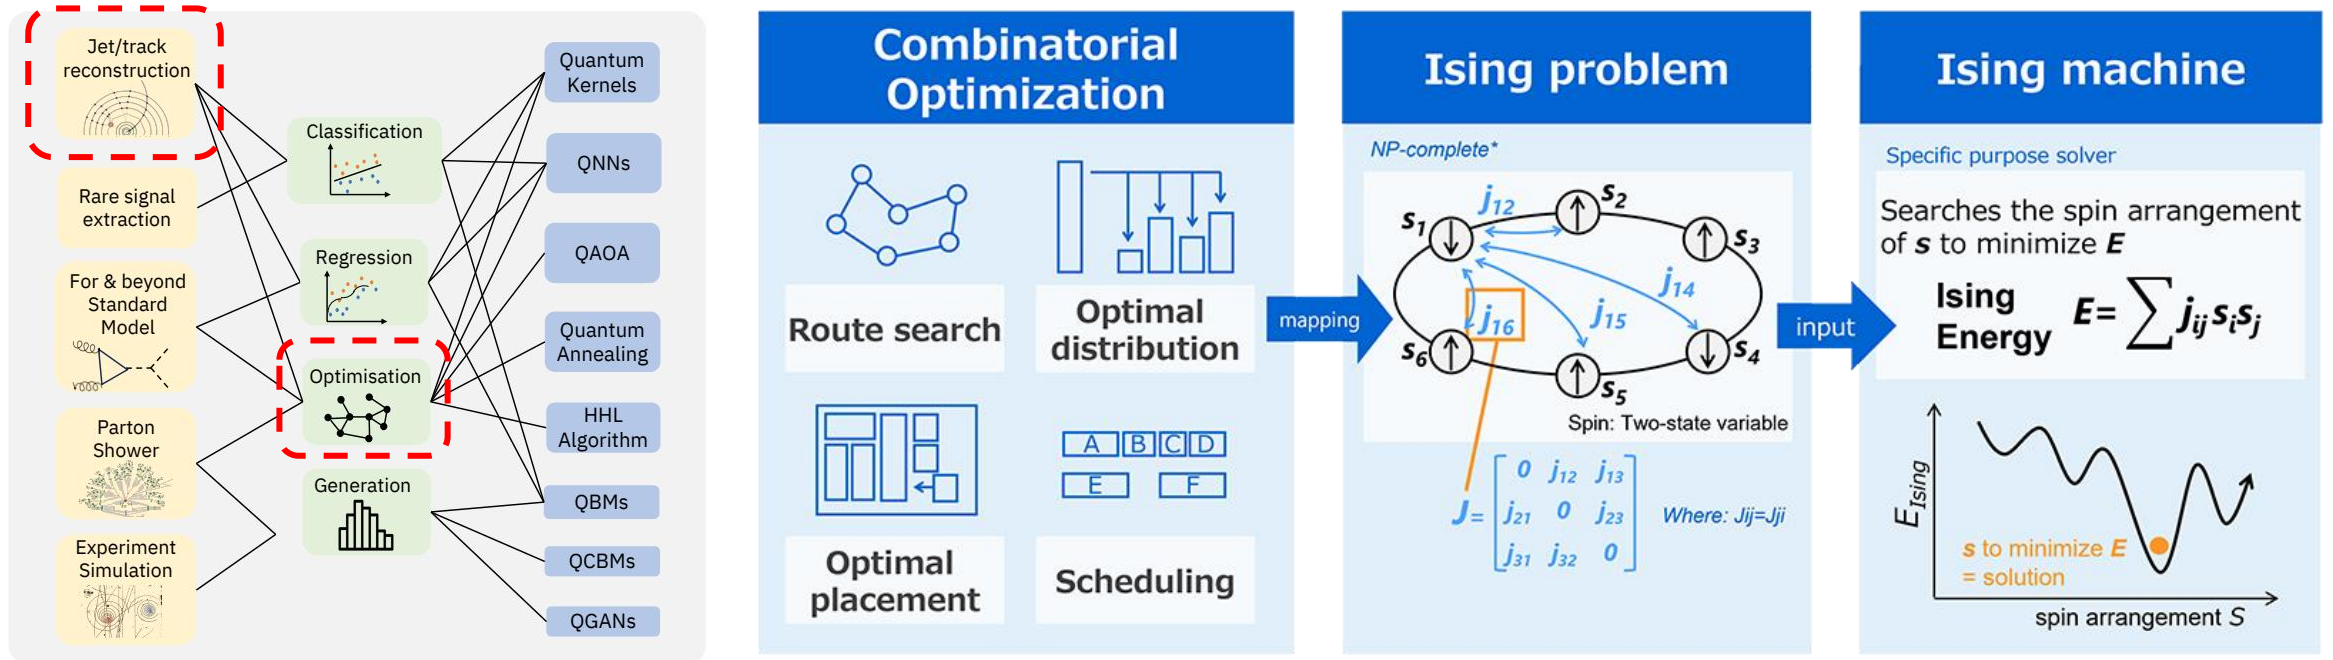 Jet/track
reconstruction
Rare signal
extraction
For & beyond
Standard
Model
Parton
Shower
Experiment
Simulation
Classification
Regression
Optimisation
Generation
Quantum
Kernels
QNNs
QAOA
Quantum
Annealing
HHL
Algorithm
QBMs
QCBMs
QGANs
Combinatorial
Optimization
Route search
Optimal
distribution
A B C D
E F
Optimal
placement
Scheduling
mapping
Ising problem
NP-complete*
s1
s2
s3
s4
s5
s6
j12
j14
j15
j16
Spin: Two-state variable
J= [ 0 j12 j13
j21 0 j23
j31 j32 0 ]
Where: Jij=Jji
input
Ising machine
Specific purpose solver
Searches the spin arrangement
of s to minimize E
Ising
Energy
E= ∑ jij si sj
EIsing
s to minimize E
= solution
spin arrangement S